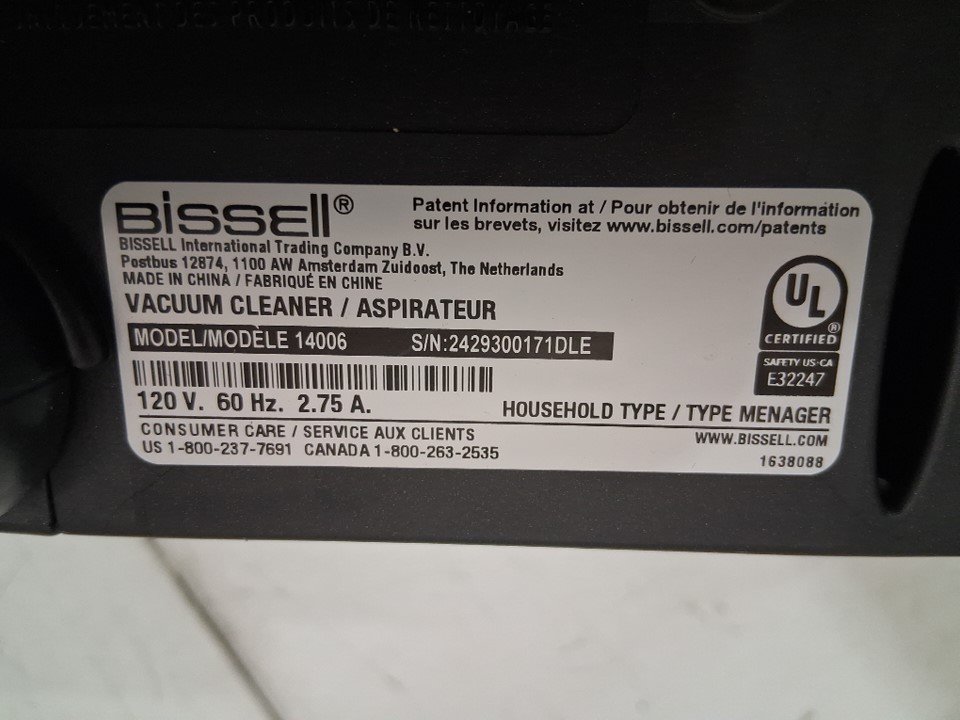 BISSELL®
Patent Information at / Pour obtenir de l'information
sur les brevets, visitez www.bissell.com/patents
BISSELL International Trading Company B.V.
Postbus 12874, 1100 AW Amsterdam Zuidoost, The Netherlands
MADE IN CHINA / FABRIQUÉ EN CHINE
VACUUM CLEANER / ASPIRATEUR
MODEL/MODÈLE 14006 S/N:2429300171DLE
UL
®
CERTIFIED
SAFETY US-CA
E32247
120 V. 60 Hz. 2.75 A.
HOUSEHOLD TYPE / TYPE MENAGER
CONSUMER CARE / SERVICE AUX CLIENTS
WWW.BISSELL.COM
US 1-800-237-7691 CANADA 1-800-263-2535
1638088